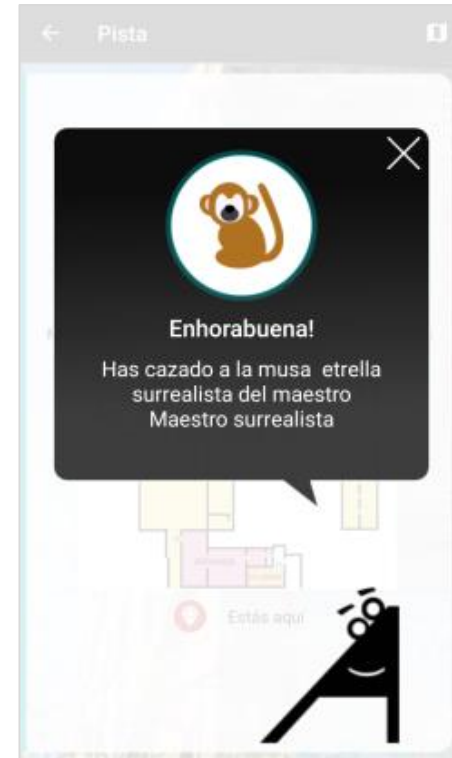 Pista
Enhorabuena!
Has cazado a la musa etrella
surrealista del maestro
Maestro surrealista
Estás aquí